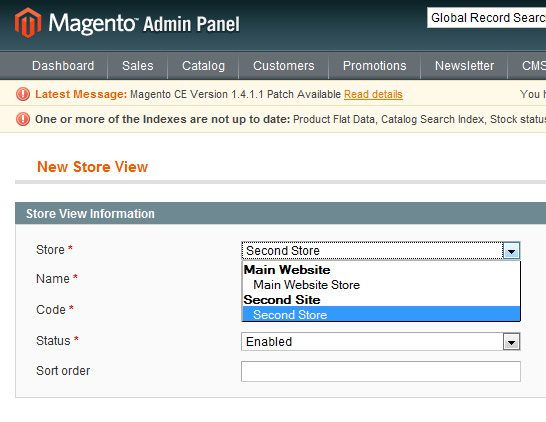 Magento™ Admin Panel
Global Record Searc
Dashboard Sales Catalog Customers Promotions Newsletter CMS
Latest Message: Magento CE Version 1.4.1.1 Patch Available Read details You h
One or more of the Indexes are not up to date: Product Flat Data, Catalog Search Index, Stock status
New Store View
Store View Information
Store * Second Store
Main Website
Name * Main Website Store
Second Site
Code * Second Store
Status * Enabled
Sort order